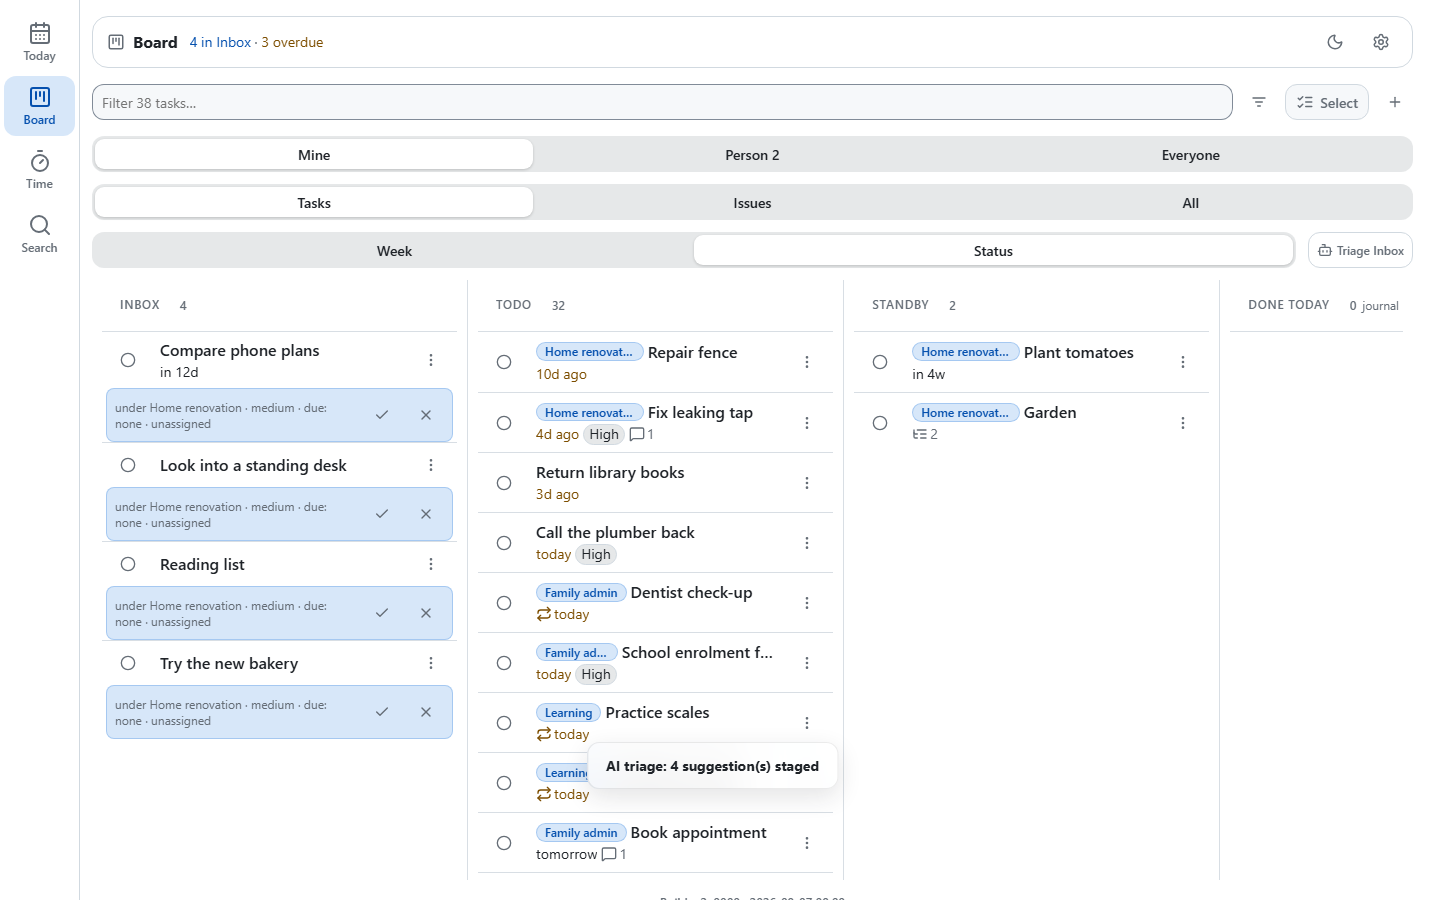 Today
Board
Time
Search
Board 4 in Inbox · 3 overdue
Filter 38 tasks...
Select
Mine
Person 2
Everyone
Tasks
Issues
All
Week
Status
Triage Inbox
INBOX 4
Compare phone plans
in 12d
under Home renovation · medium · due:
none · unassigned
Look into a standing desk
under Home renovation · medium · due:
none · unassigned
Reading list
under Home renovation · medium · due:
none · unassigned
Try the new bakery
under Home renovation · medium · due:
none · unassigned
TODO 32
Home renovat... Repair fence
10d ago
Home renovat... Fix leaking tap
4d ago High 1
Return library books
3d ago
Call the plumber back
today High
Family admin Dentist check-up
today
Family ad... School enrolment f...
today High
Learning Practice scales
today
AI triage: 4 suggestion(s) staged
today
Family admin Book appointment
tomorrow 1
STANDBY 2
Home renovat... Plant tomatoes
in 4w
Home renovat... Garden
2
DONE TODAY 0 journal